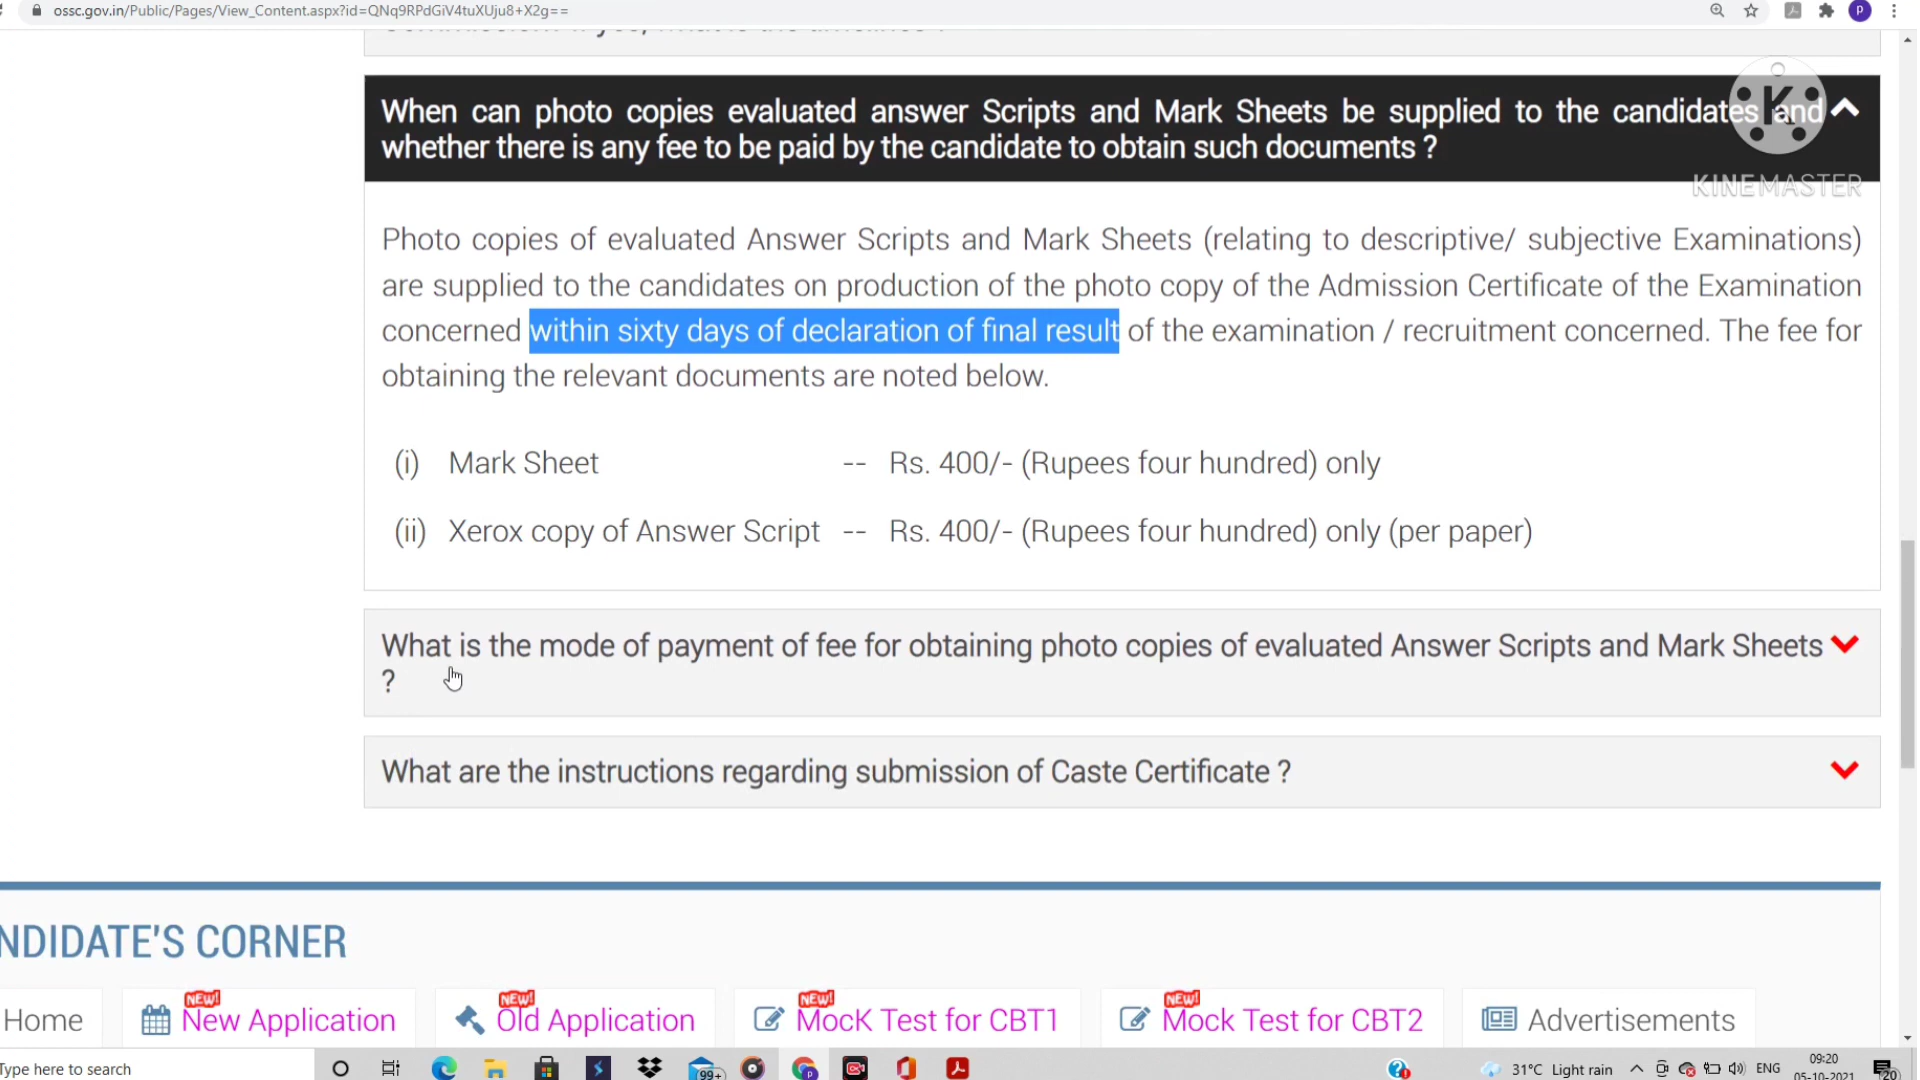 ossc.gov.in/Public/Pages/View_Content.aspx?id=QNq9RPdGiV4tuXUju8+X2g==
When can photo copies evaluated answer Scripts and Mark Sheets be supplied to the candidates and
whether there is any fee to be paid by the candidate to obtain such documents ?
KINEMASTER
Photo copies of evaluated Answer Scripts and Mark Sheets (relating to descriptive/ subjective Examinations)
are supplied to the candidates on production of the photo copy of the Admission Certificate of the Examination
concerned within sixty days of declaration of final result of the examination / recruitment concerned. The fee for
obtaining the relevant documents are noted below.
(i) Mark Sheet -- Rs. 400/- (Rupees four hundred) only
(ii) Xerox copy of Answer Script -- Rs. 400/- (Rupees four hundred) only (per paper)
What is the mode of payment of fee for obtaining photo copies of evaluated Answer Scripts and Mark Sheets
?
What are the instructions regarding submission of Caste Certificate ?
NDIDATE'S CORNER
Home NEW! New Application NEW! Old Application NEW! MocK Test for CBT1 NEW! Mock Test for CBT2 Advertisements
Type here to search 99+ 31°C Light rain ENG 09:20
05-10-2021 20